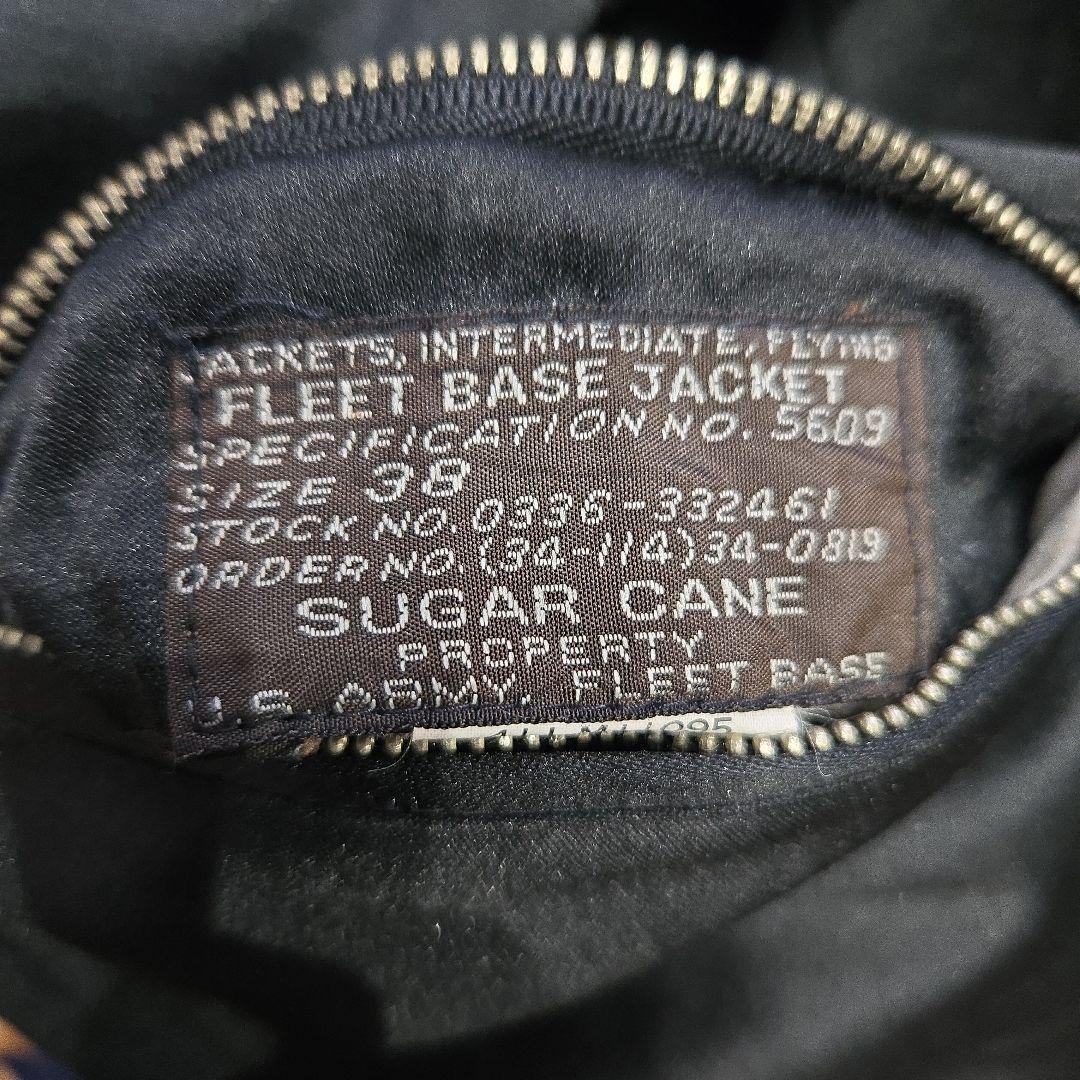 JACKETS, INTERMEDIATE, FLYING
FLEET BASE JACKET
SPECIFICATION NO. 5609
SIZE 38
STOCK NO. 0336-332461
ORDER NO. (34-114)34-0819
SUGAR CANE
PROPERTY
U.S ARMY, FLEET BASE